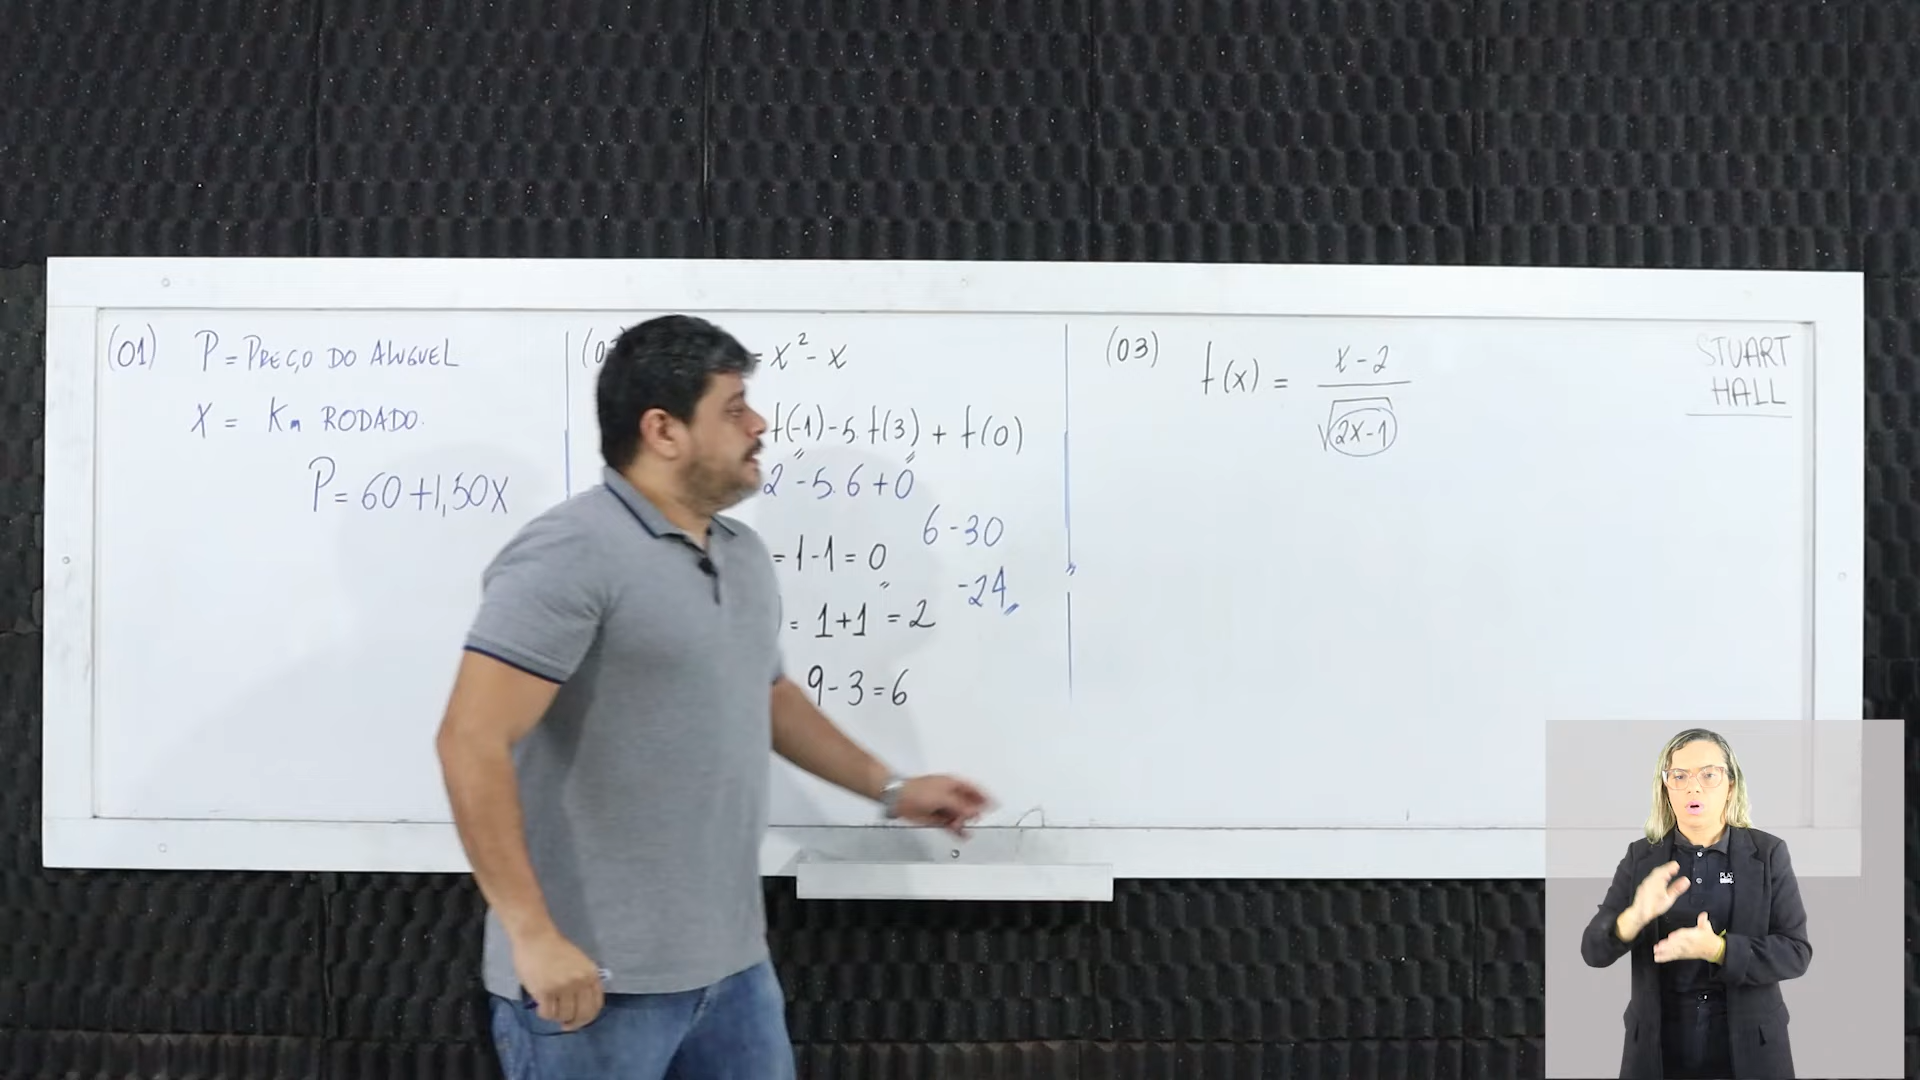 (01) P = PREÇO DO ALUGUEL
X = Km RODADO.
P = 60 + 1,50X
= x² - x
f(-1) - 5. f(3) + f(0)
2 - 5. 6 + 0
6 - 30
= 1 - 1 = 0
- 24
= 1 + 1 = 2
9 - 3 = 6
(03) f(x) = x - 2
√2x - 1
STUART
HALL